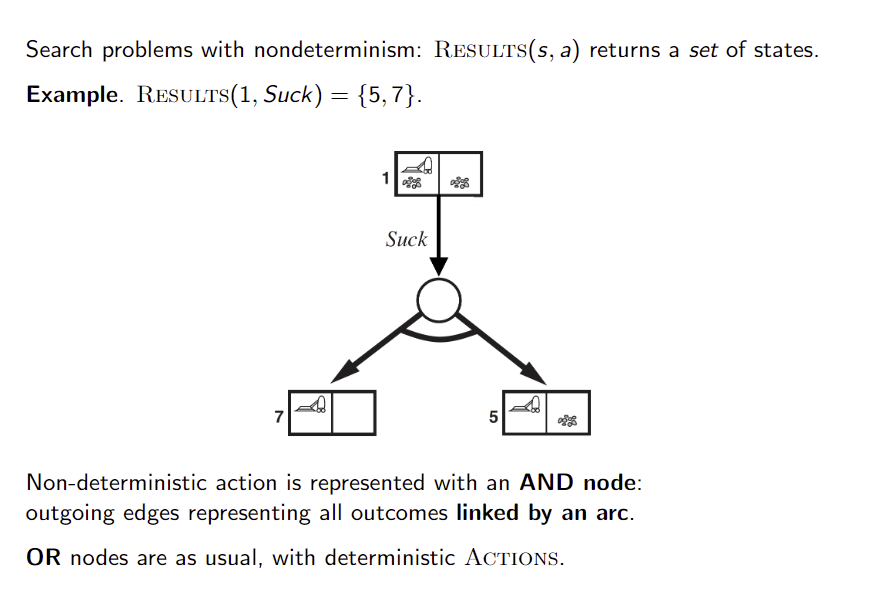 Search problems with nondeterminism: RESULTS(s, a) returns a set of states.
Example. RESULTS(1, Suck) = {5, 7}.
1
Suck
7
5
Non-deterministic action is represented with an AND node:
outgoing edges representing all outcomes linked by an arc.
OR nodes are as usual, with deterministic ACTIONS.